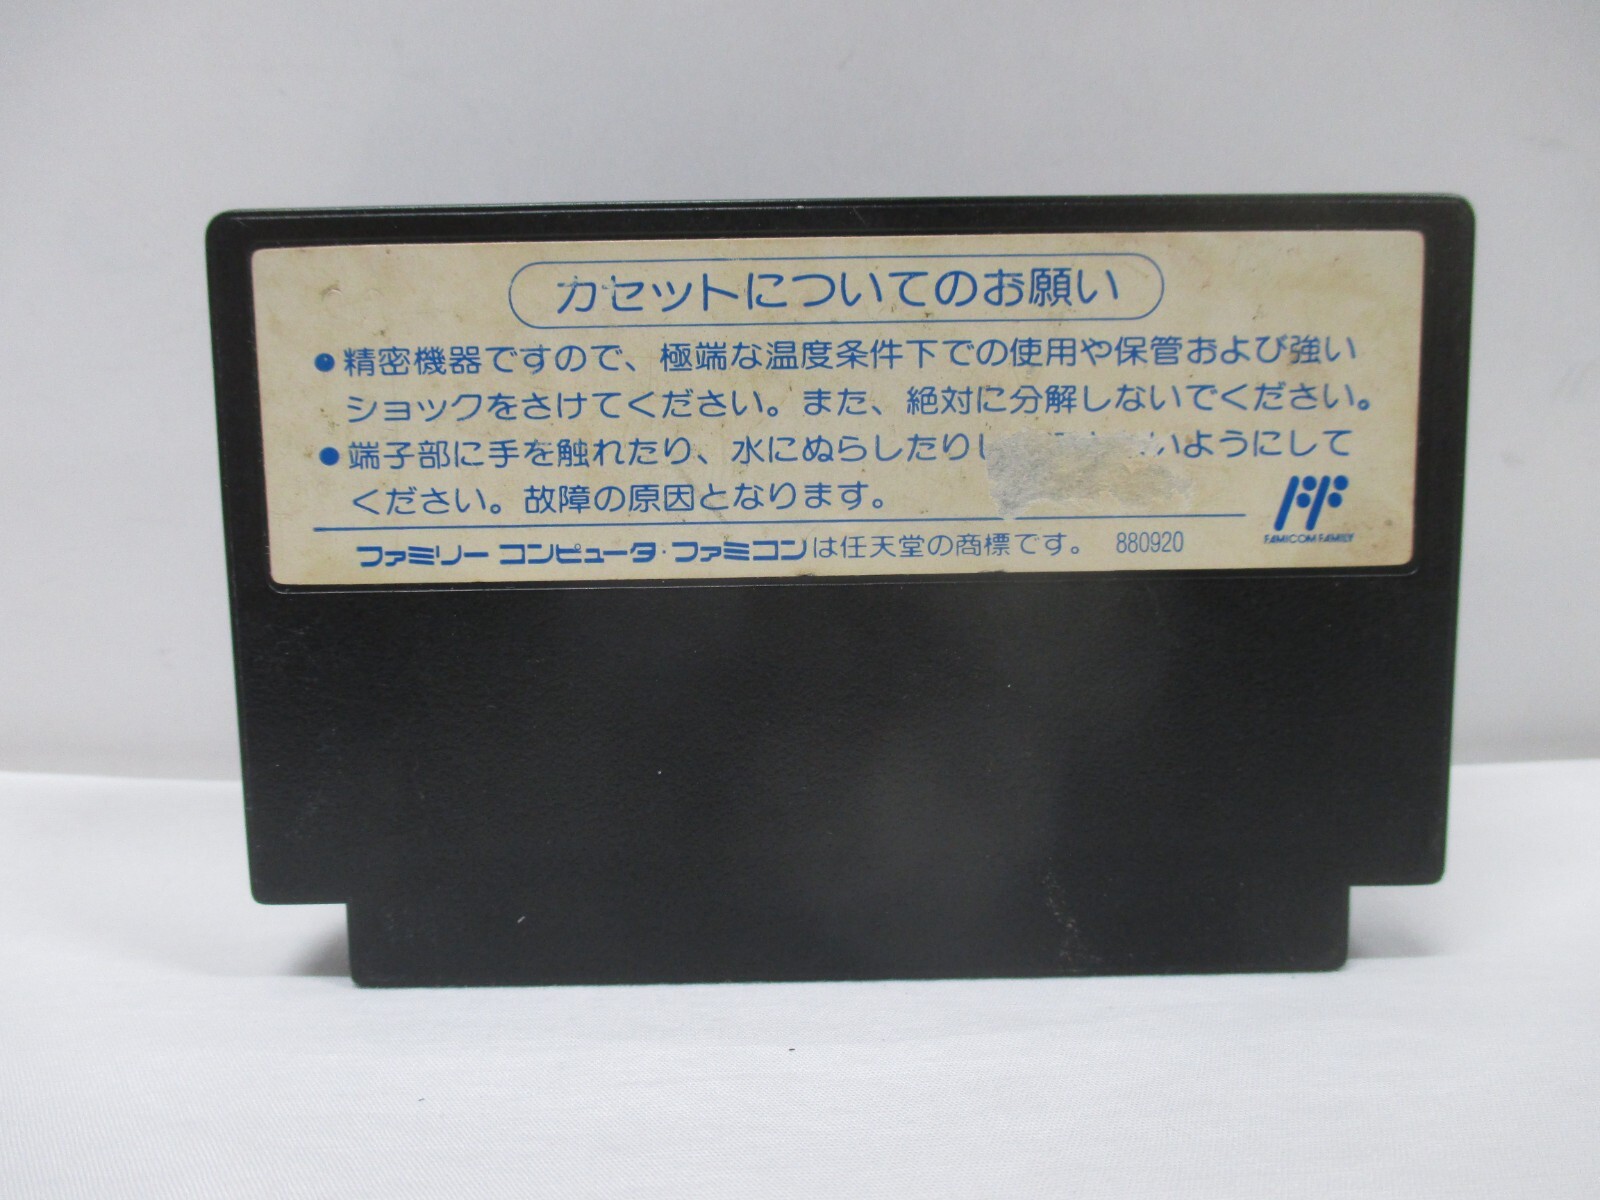 カセットについてのお願い
●精密機器ですので、極端な温度条件下での使用や保管および強い
ショックをさけてください。また、絶対に分解しないでください。
●端子部に手を触れたり、水にぬらしたり いようにして
ください。故障の原因となります。
FAMICOM FAMILY
ファミリーコンピュータ・ファミコンは任天堂の商標です。 880920